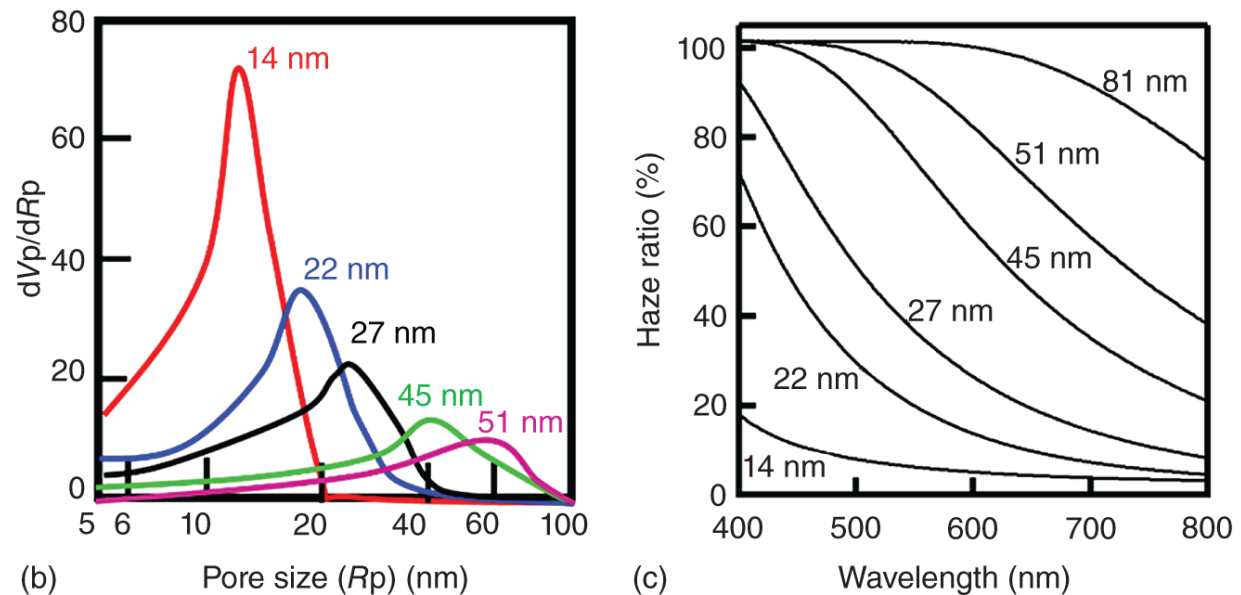 80
60
40
20
0
dVp/dRp
14 nm
22 nm
27 nm
45 nm
51 nm
5 6 10 20 40 60 100
(b) Pore size (Rp) (nm)
100
80
60
40
20
0
Haze ratio (%)
81 nm
51 nm
45 nm
27 nm
22 nm
14 nm
400 500 600 700 800
(c) Wavelength (nm)